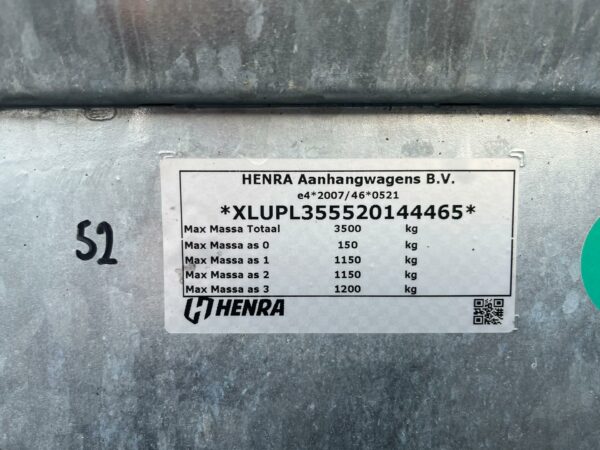 HENRA Aanhangwagens B.V.
e4*2007/46*0521
*XLUPL355520144465*
Max Massa Totaal 3500 kg
Max Massa as 0 150 kg
Max Massa as 1 1150 kg
Max Massa as 2 1150 kg
Max Massa as 3 1200 kg
HENRA
52